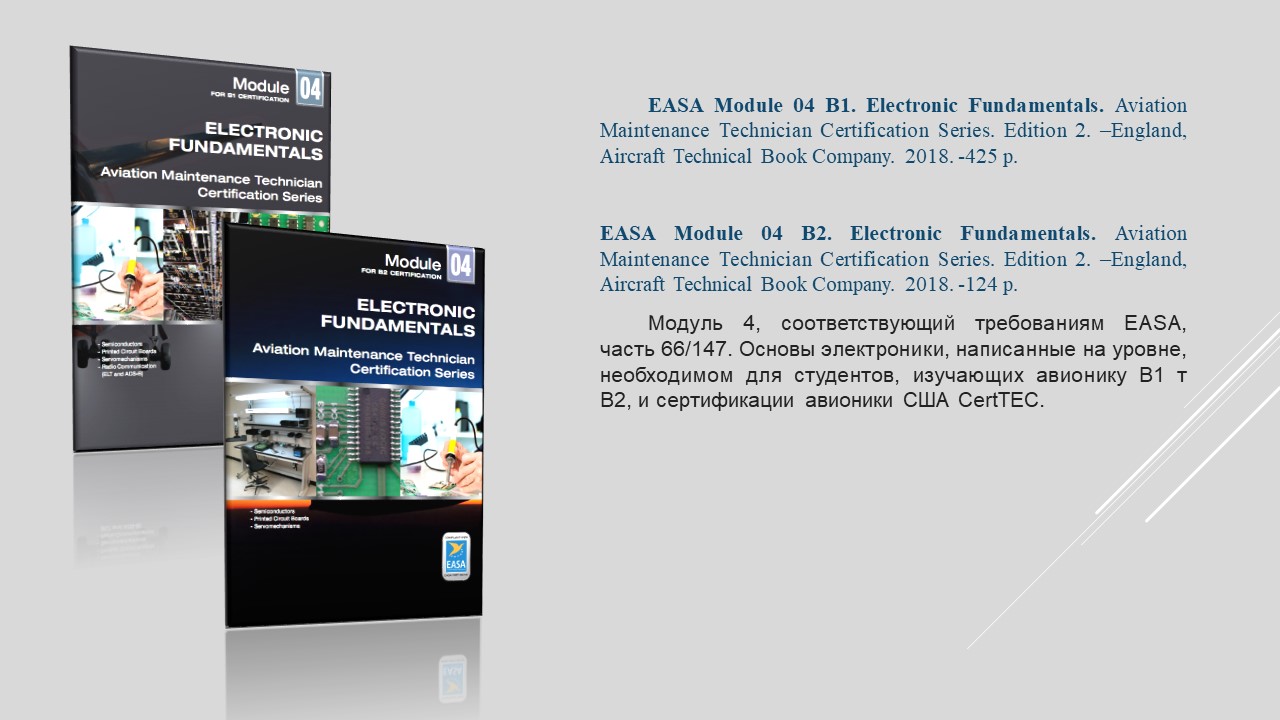 Module 04
FOR B1 CERTIFICATION
ELECTRONIC
FUNDAMENTALS
Aviation Maintenance Technician
Certification Series
- Semiconductors
- Printed Circuit Boards
- Servomechanisms
- Radio Communication
(ELT and ADS-B)
Module 04
FOR B2 CERTIFICATION
ELECTRONIC
FUNDAMENTALS
Aviation Maintenance Technician
Certification Series
- Semiconductors
- Printed Circuit Boards
- Servomechanisms
EASA
EASA Module 04 B1. Electronic Fundamentals. Aviation
Maintenance Technician Certification Series. Edition 2. –England,
Aircraft Technical Book Company. 2018. -425 p.
EASA Module 04 B2. Electronic Fundamentals. Aviation
Maintenance Technician Certification Series. Edition 2. –England,
Aircraft Technical Book Company. 2018. -124 p.
Модуль 4, соответствующий требованиям EASA,
часть 66/147. Основы электроники, написанные на уровне,
необходимом для студентов, изучающих авионику B1 т
B2, и сертификации авионики США CertTEC.